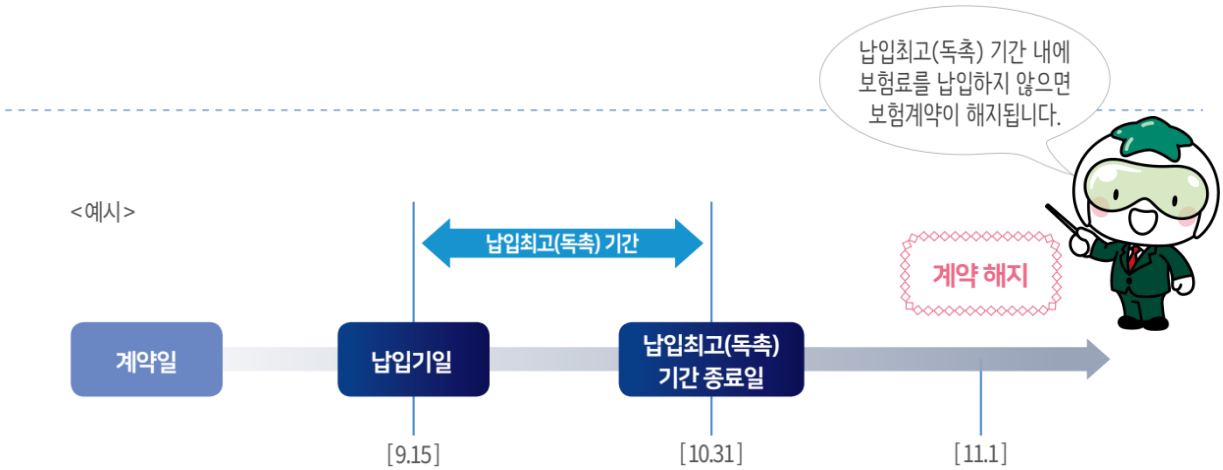 납입최고(독촉) 기간 내에
보험료를 납입하지 않으면
보험계약이 해지됩니다.
<예시>
납입최고(독촉) 기간
계약 해지
계약일
납입기일
납입최고(독촉)
기간 종료일
[9.15]
[10.31]
[11.1]